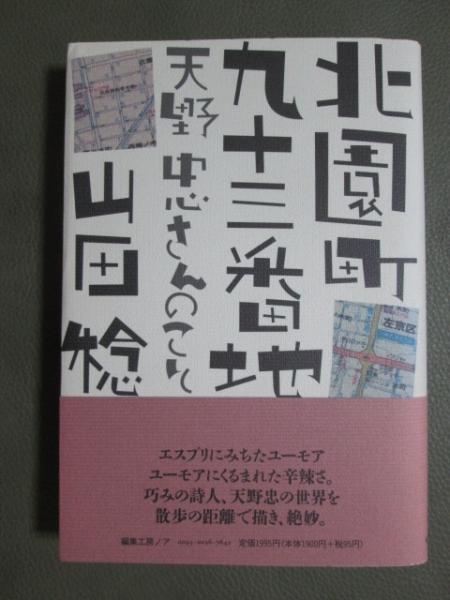 北園町
九十三番地
天野忠さんのこと
山田稔
左京区
エスプリにみちたユーモア
ユーモアにくるまれた辛辣さ。
巧みの詩人、天野忠の世界を
散歩の距離で描き、絶妙。
編集工房ノア 定価1995円(本体1900円+税95円)